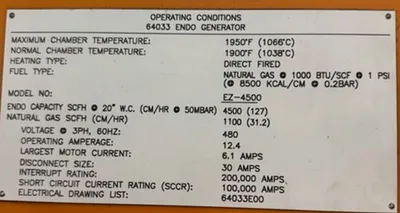 OPERATING CONDITIONS
64033 ENDO GENERATOR
MAXIMUM CHAMBER TEMPERATURE: 1950°F (1066°C)
NORMAL CHAMBER TEMPERATURE: 1900°F (1038°C)
HEATING TYPE: DIRECT FIRED
FUEL TYPE: NATURAL GAS @ 1000 BTU/SCF @ 1 PSI
(@ 8500 KCAL/CM @ 0.2BAR)
MODEL NO: EZ-4500
ENDO CAPACITY SCFH @ 20" W.C. (CM/HR @ 50MBAR) 4500 (127)
NATURAL GAS SCFH (CM/HR) 1100 (31.2)
VOLTAGE @ 3PH, 60HZ: 480
OPERATING AMPERAGE: 12.4
LARGEST MOTOR CURRENT: 6.1 AMPS
DISCONNECT SIZE: 30 AMPS
INTERRUPT RATING: 200,000 AMPS
SHORT CIRCUIT CURRENT RATING (SCCR): 100,000 AMPS
ELECTRICAL DRAWING LIST: 64033E00